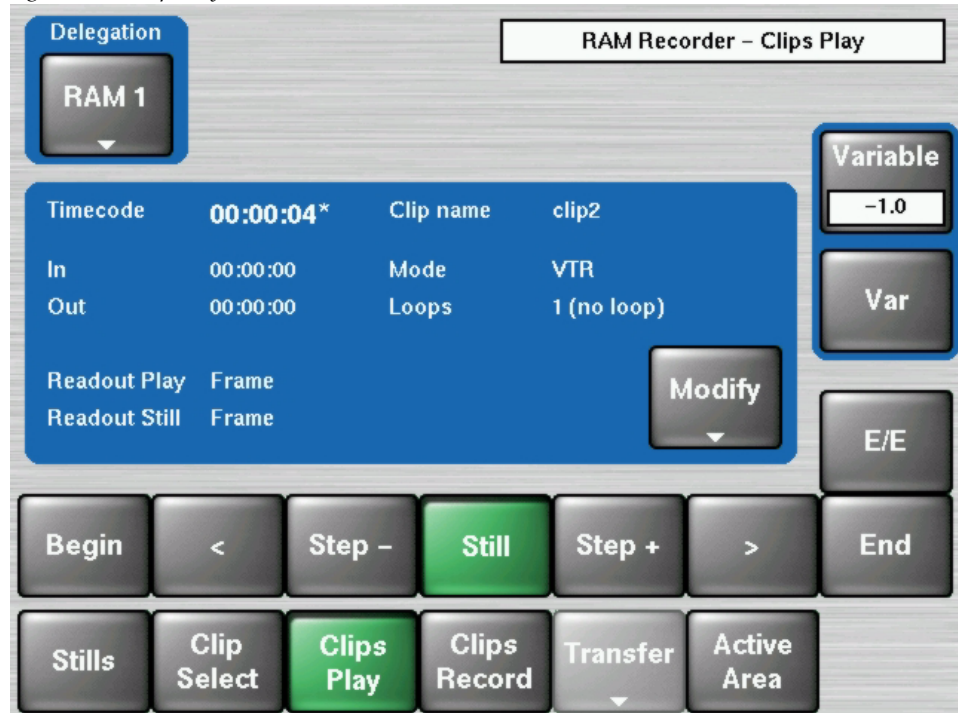 Delegation
RAM Recorder – Clips Play
RAM 1
Variable
-1.0
Timecode 00:00:04* Clip name clip2
In 00:00:00 Mode VTR
Out 00:00:00 Loops 1 (no loop)
Var
Readout Play Frame
Readout Still Frame
Modify
E/E
Begin < Step – Still Step + > End
Stills Clip Select Clips Play Clips Record Transfer Active Area